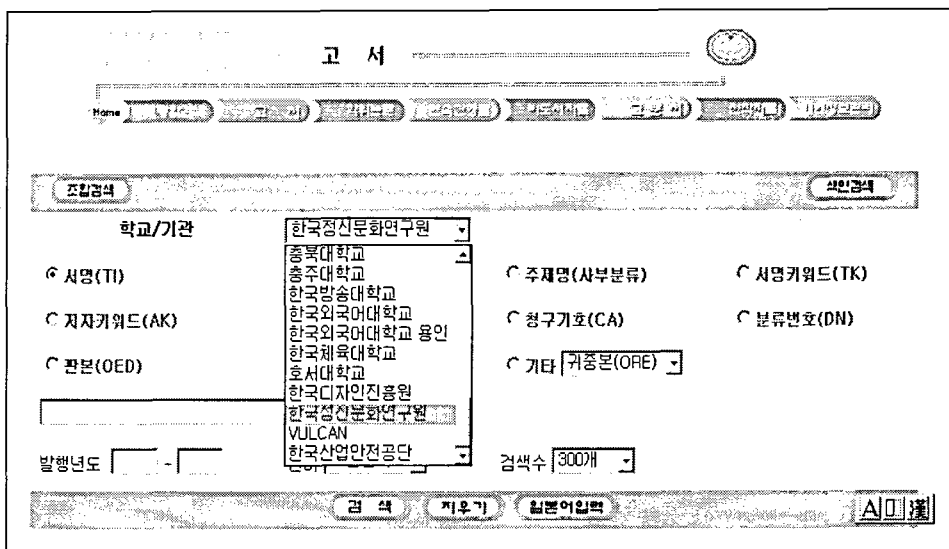 고 서
Home
조합검색 색인검색
학교/기관 한국정신문화연구원
충북대학교
충주대학교
한국방송대학교
한국외국어대학교
한국외국어대학교 용인
한국체육대학교
호서대학교
한국디자인진흥원
한국정신문화연구원
VULCAN
한국산업안전공단
서명(TI) 주제명(사부분류) 서명키워드(TK)
저자키워드(AK) 청구기호(CA) 분류번호(DN)
판본(OED) 기타 귀중본(ORE)
발행년도 ~ 검색수 300개
검 색 지우기 일본어입력 A 漢